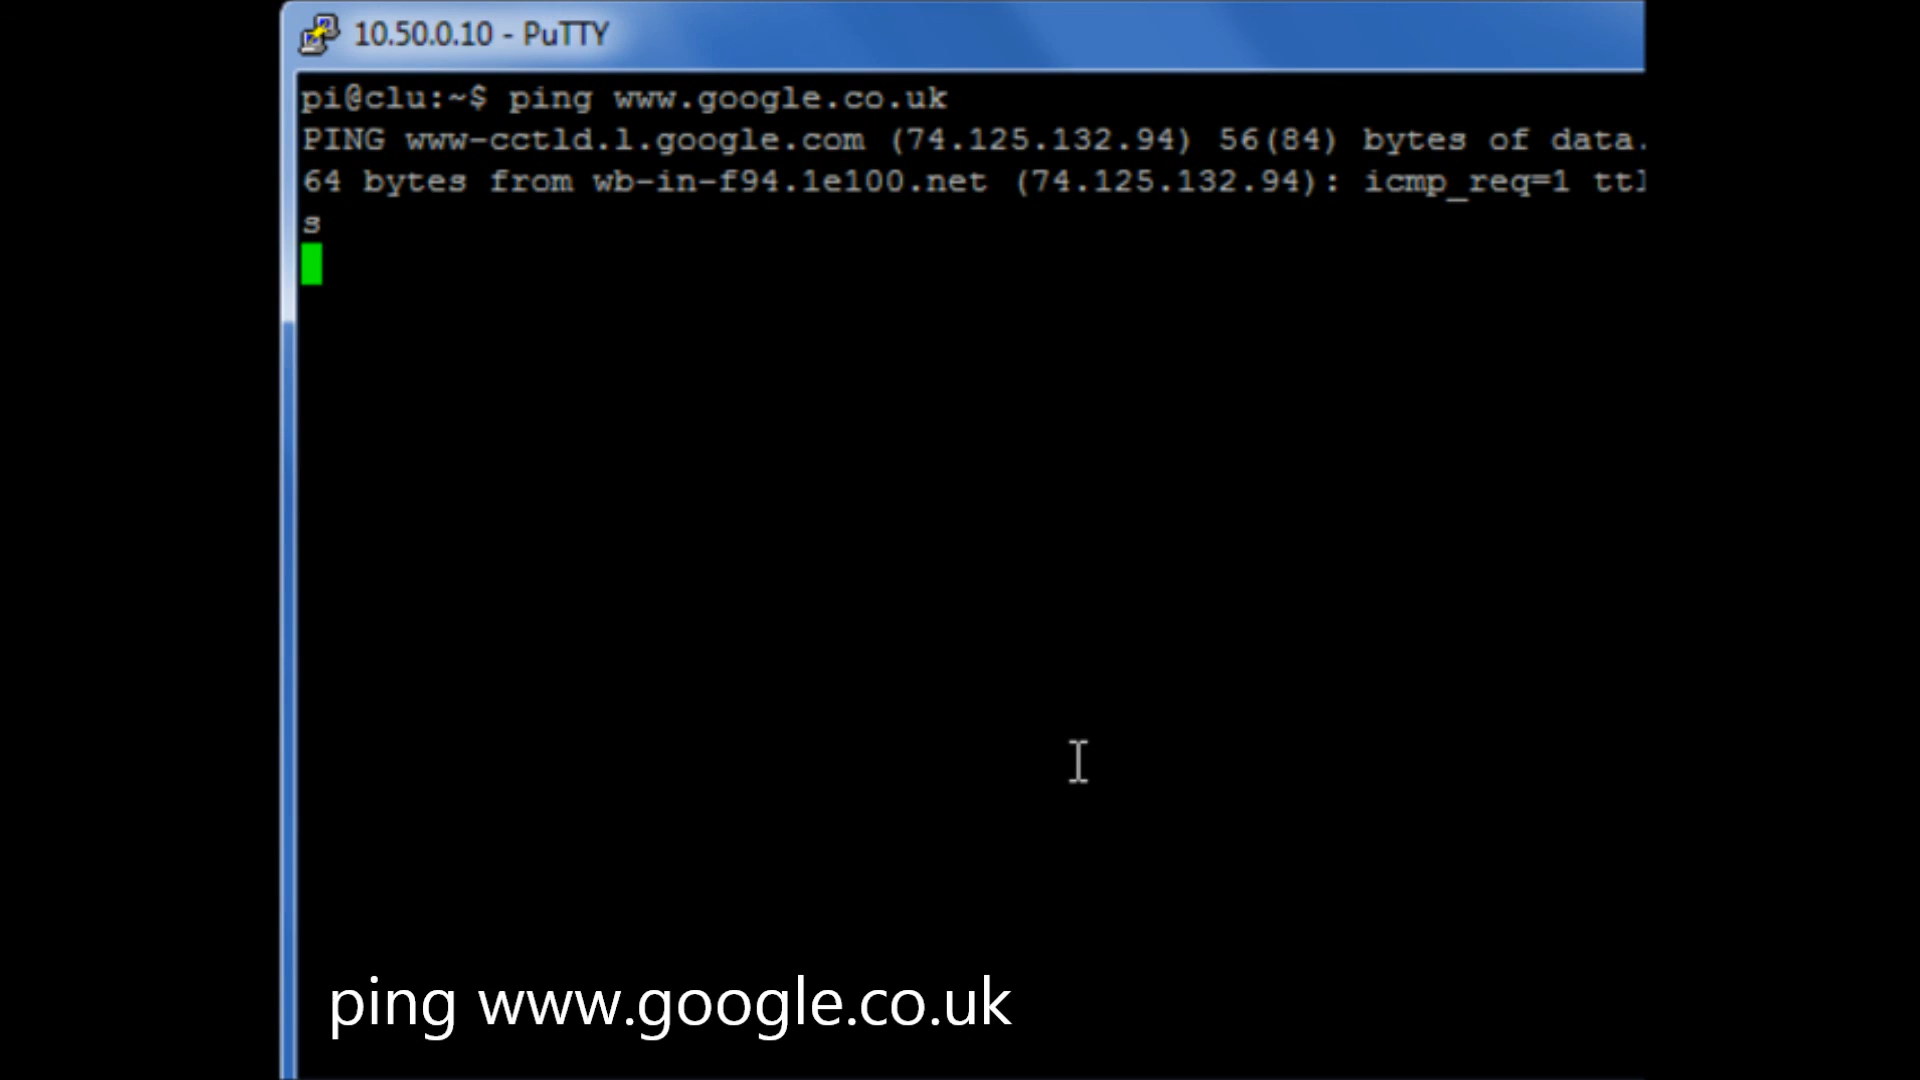 10.50.0.10 - PuTTY
pi@clu:~$ ping www.google.co.uk
PING www-cctld.l.google.com (74.125.132.94) 56(84) bytes of data.
64 bytes from wb-in-f94.1e100.net (74.125.132.94): icmp_req=1 ttl
s
ping www.google.co.uk